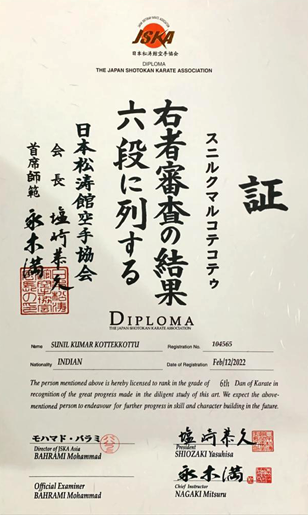 JSKA
日本松涛館空手協会
DIPLOMA
THE JAPAN SHOTOKAN KARATE ASSOCIATION
証
スニルクマルコテコテゥ
右者審査の結果
六段に列する
日本松涛館空手協会
会長 塩崎恭久
首席師範 永木満
DIPLOMA
THE JAPAN SHOTOKAN KARATE ASSOCIATION
Name SUNIL KUMAR KOTTEKKOTTU Registration No. 104565
Nationality INDIAN Date of Registration Feb/12/2022
The person mentioned above is hereby licensed to rank in the grade of 6th Dan of Karate in
recognition of the great progress made in the diligent study of this art. We expect the above-
mentioned person to endeavour for further progress in skill and character building in the future.
モハマド・バラミ
Director of JSKA Asia
BAHRAMI Mohammad
塩崎恭久
President
SHIOZAKI Yasuhisa
Official Examiner
BAHRAMI Mohammad
永木満
Chief Instructor
NAGAKI Mitsuru